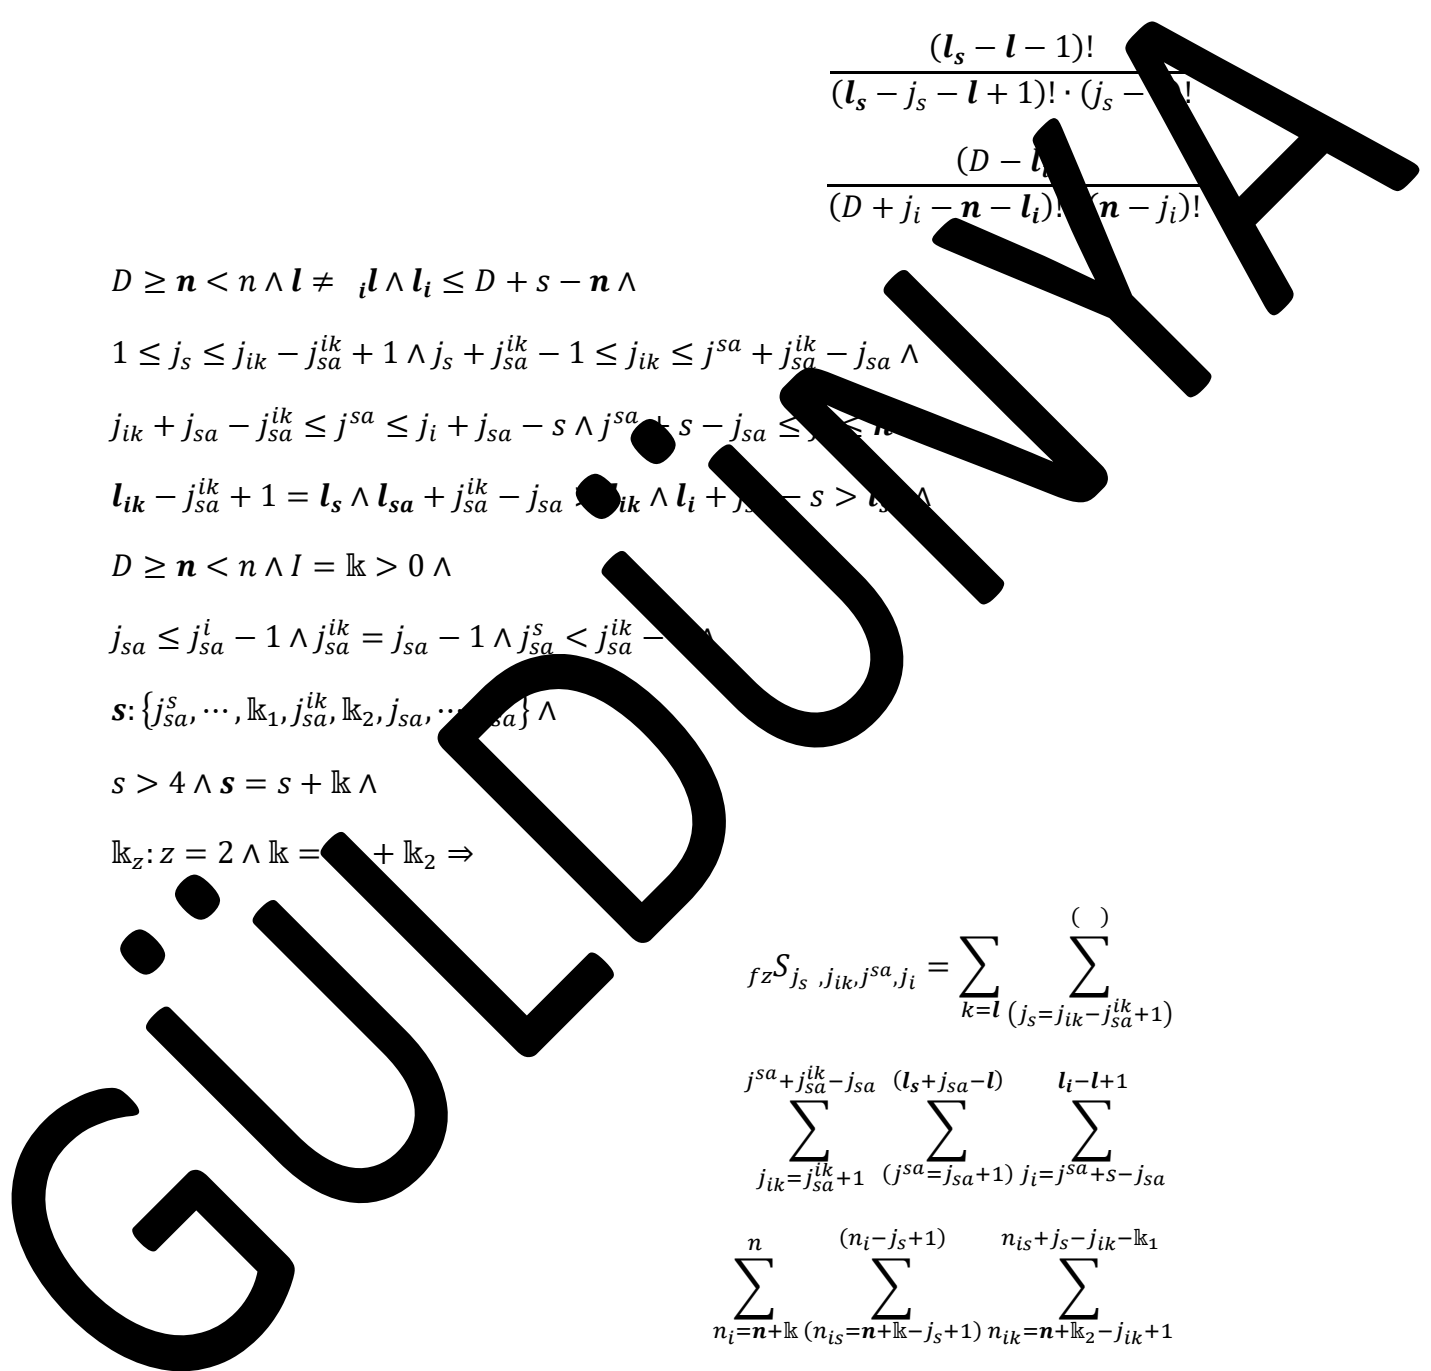 (l_s − l − 1)!
(l_s − j_s − l + 1)! · (j_s − )!
(D − l
(D + j_i − n − l_i)! (n − j_i)!
D ≥ n < n ∧ l ≠ _il ∧ l_i ≤ D + s − n ∧
1 ≤ j_s ≤ j_{ik} − j_{sa}^{ik} + 1 ∧ j_s + j_{sa}^{ik} − 1 ≤ j_{ik} ≤ j^{sa} + j_{sa}^{ik} − j_{sa} ∧
j_{ik} + j_{sa} − j_{sa}^{ik} ≤ j^{sa} ≤ j_i + j_{sa} − s ∧ j^{sa} + s − j_{sa} ≤ ≤ n
l_{ik} − j_{sa}^{ik} + 1 = l_s ∧ l_{sa} + j_{sa}^{ik} − j_{sa} l_{ik} ∧ l_i + − s > ∧
D ≥ n < n ∧ I = 𝕜 > 0 ∧
j_{sa} ≤ j_{sa}^i − 1 ∧ j_{sa}^{ik} = j_{sa} − 1 ∧ j_{sa}^s < j_{sa}^{ik} − ∧
s: {j_{sa}^s, ⋯ , 𝕜_1, j_{sa}^{ik}, 𝕜_2, j_{sa}, ⋯ } ∧
s > 4 ∧ s = s + 𝕜 ∧
𝕜_z: z = 2 ∧ 𝕜 = + 𝕜_2 ⇒
_{fz}S_{j_s ,j_{ik},j^{sa},j_i} = ∑_{k=l} ∑_{(j_s=j_{ik}−j_{sa}^{ik}+1)}^{( )}
∑_{j_{ik}=j_{sa}^{ik}+1}^{j^{sa}+j_{sa}^{ik}−j_{sa}} ∑_{(j^{sa}=j_{sa}+1)}^{(l_s+j_{sa}−l)} ∑_{j_i=j^{sa}+s−j_{sa}}^{l_i−l+1}
∑_{n_i=n+𝕜}^{n} ∑_{(n_{is}=n+𝕜−j_s+1)}^{(n_i−j_s+1)} ∑_{n_{ik}=n+𝕜_2−j_{ik}+1}^{n_{is}+j_s−j_{ik}−𝕜_1}
GÜLDÜNYA